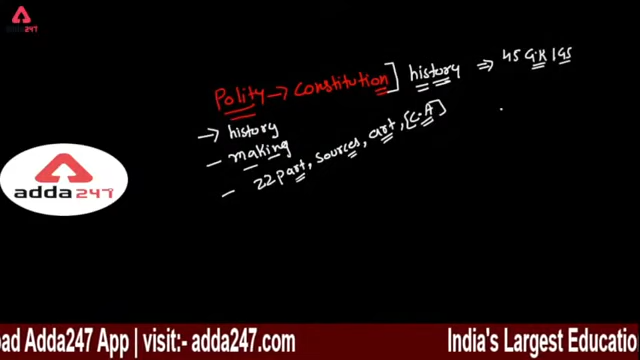 Adda247
Polity → Constitution ] history ⇒ 45 G.K | GS
→ history
- making
- 22 Part, Sources, art, [C.A]
adda247
oad Adda247 App | visit:- adda247.com
India's Largest Educatio